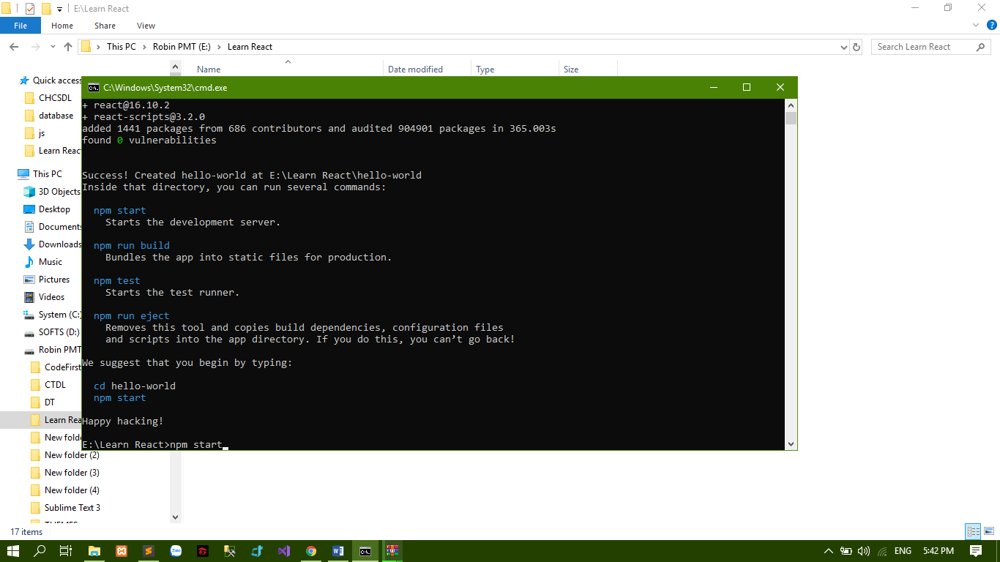 E:\Learn React
File Home Share View
This PC > Robin PMT (E:) > Learn React
Search Learn React
Name Date modified Type Size
Quick access
CHCSDL
database
js
Learn React
This PC
3D Objects
Desktop
Documents
Downloads
Music
Pictures
Videos
System (C:)
SOFTS (D:)
Robin PMT
CodeFirst
CTDL
DT
Learn Rea
New folde
New folder (2)
New folder (3)
New folder (4)
Sublime Text 3
17 items
C:\Windows\System32\cmd.exe
+ react@16.10.2
+ react-scripts@3.2.0
added 1441 packages from 686 contributors and audited 904901 packages in 365.003s
found 0 vulnerabilities
Success! Created hello-world at E:\Learn React\hello-world
Inside that directory, you can run several commands:
npm start
Starts the development server.
npm run build
Bundles the app into static files for production.
npm test
Starts the test runner.
npm run eject
Removes this tool and copies build dependencies, configuration files
and scripts into the app directory. If you do this, you can’t go back!
We suggest that you begin by typing:
cd hello-world
npm start
Happy hacking!
E:\Learn React>npm start
ENG 5:42 PM